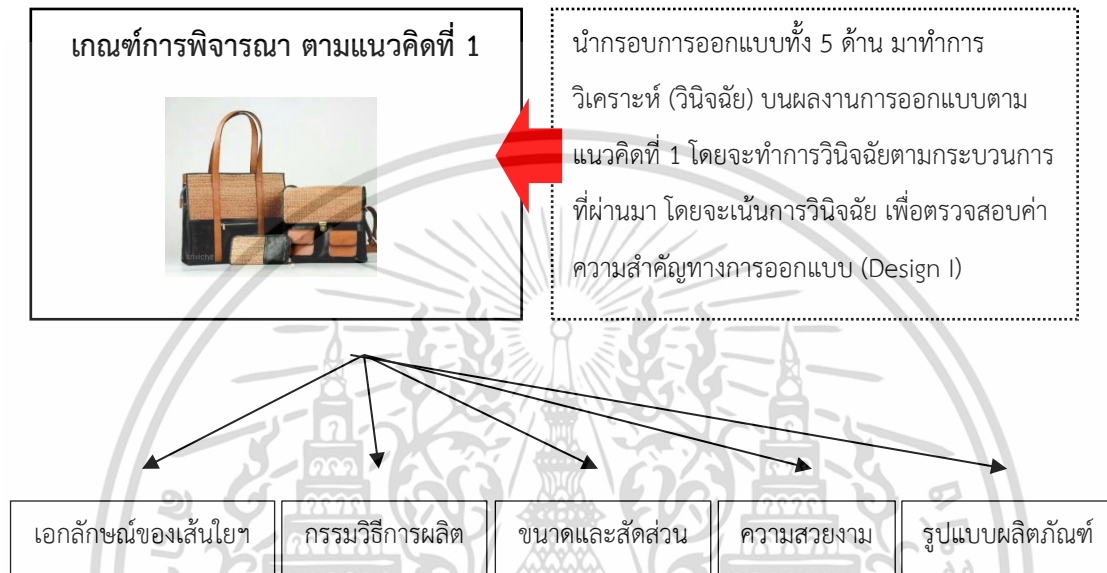 เกณฑ์การพิจารณา ตามแนวคิดที่ 1
นำกรอบการออกแบบทั้ง 5 ด้าน มาทำการ
วิเคราะห์ (วินิจฉัย) บนผลงานการออกแบบตาม
แนวคิดที่ 1 โดยจะทำการวินิจฉัยตามกระบวนการ
ที่ผ่านมา โดยจะเน้นการวินิจฉัย เพื่อตรวจสอบค่า
ความสำคัญทางการออกแบบ (Design I)
เอกลักษณ์ของเส้นใยฯ
กรรมวิธีการผลิต
ขนาดและสัดส่วน
ความสวยงาม
รูปแบบผลิตภัณฑ์